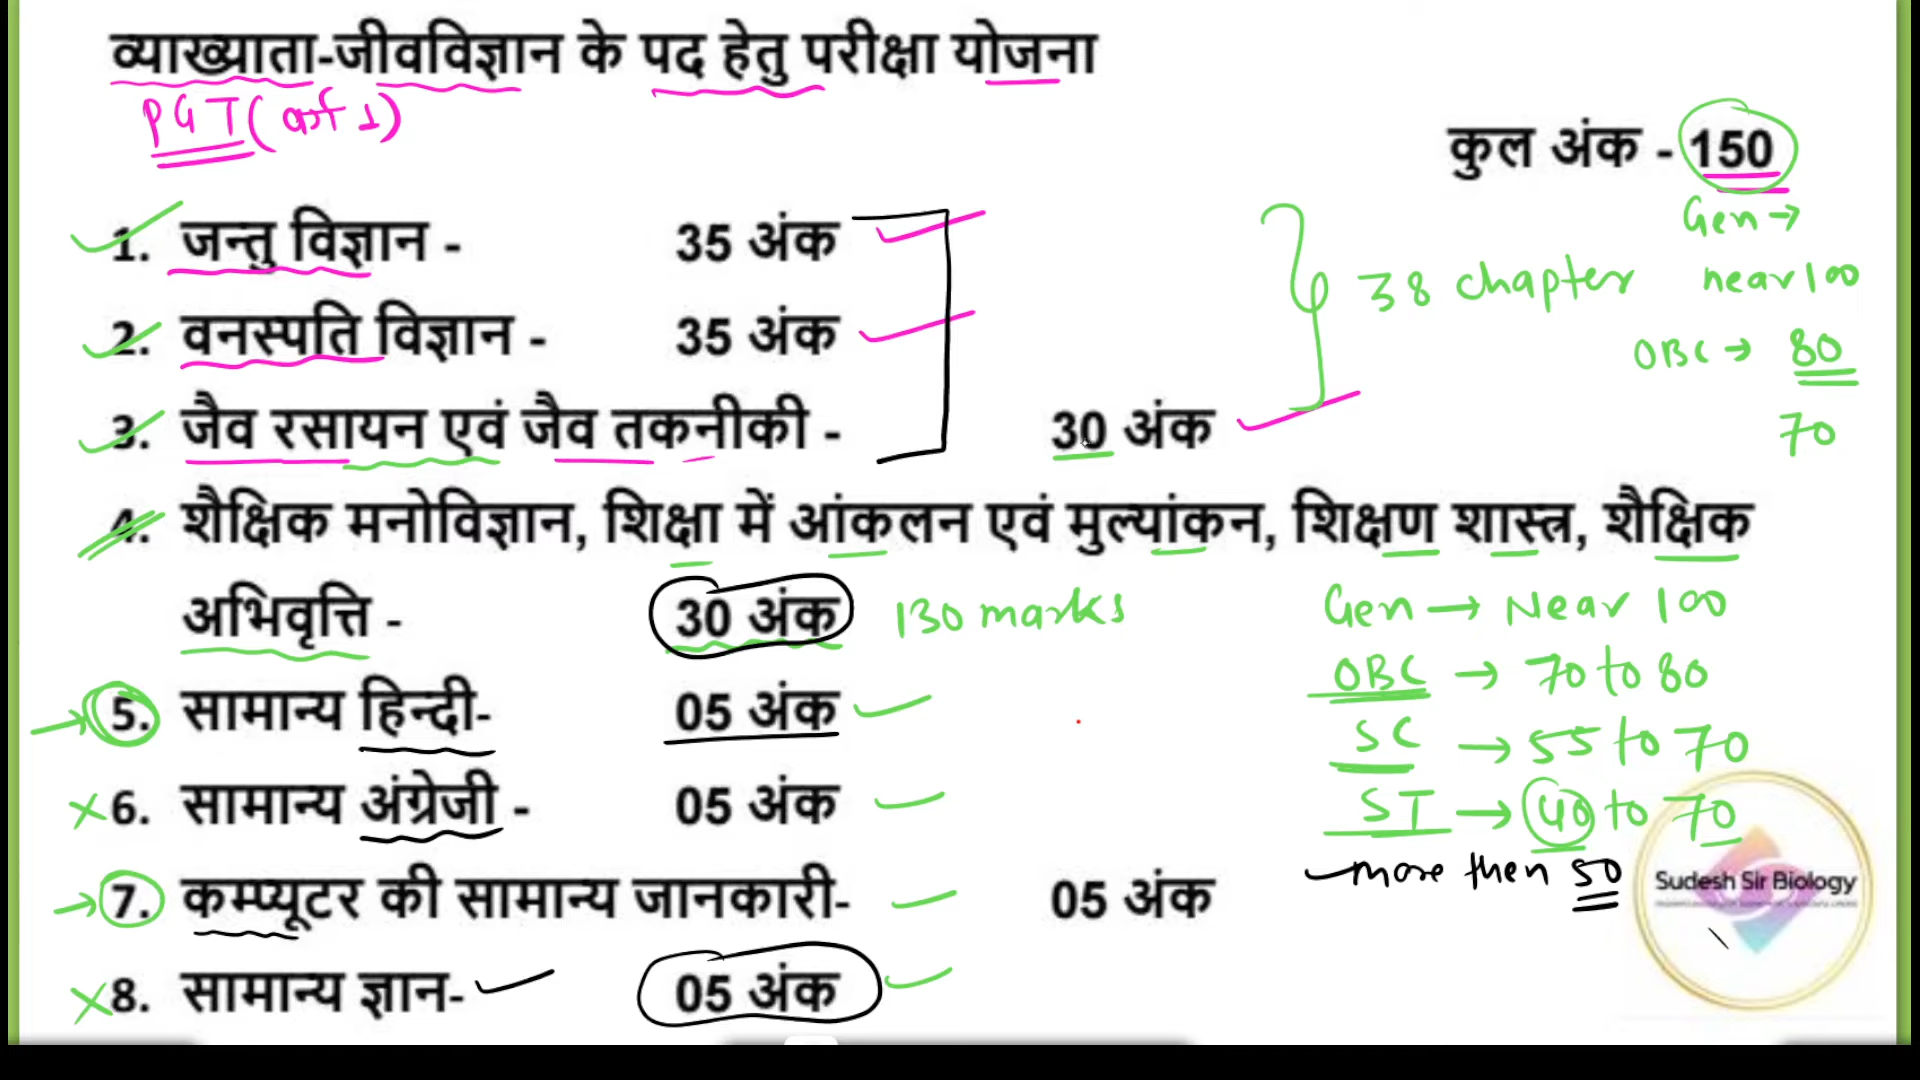 व्याख्याता-जीवविज्ञान के पद हेतु परीक्षा योजना
PGT (वर्ग 1)
कुल अंक - 150
Gen →
near 100
OBC → 80
70
1. जन्तु विज्ञान - 35 अंक
38 chapter
2. वनस्पति विज्ञान - 35 अंक
3. जैव रसायन एवं जैव तकनीकी - 30 अंक
4. शैक्षिक मनोविज्ञान, शिक्षा में आंकलन एवं मुल्यांकन, शिक्षण शास्त्र, शैक्षिक
अभिवृत्ति - 30 अंक 130 marks
Gen → Near 100
OBC → 70 to 80
SC → 55 to 70
ST → 40 to 70
more then 50
5. सामान्य हिन्दी- 05 अंक
6. सामान्य अंग्रेजी - 05 अंक
7. कम्प्यूटर की सामान्य जानकारी- 05 अंक
8. सामान्य ज्ञान- 05 अंक
Sudesh Sir Biology